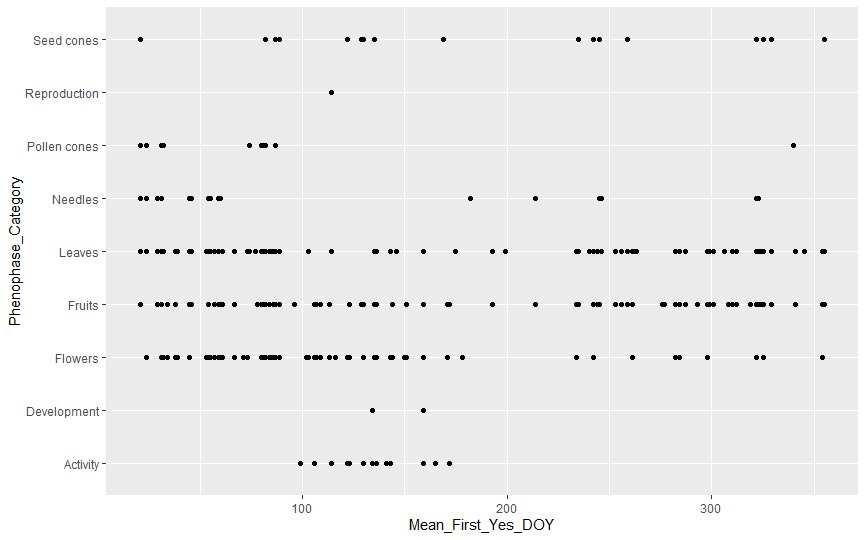 Seed cones
Reproduction
Pollen cones
Needles
Leaves
Fruits
Flowers
Development
Activity
Phenophase_Category
100 200 300
Mean_First_Yes_DOY